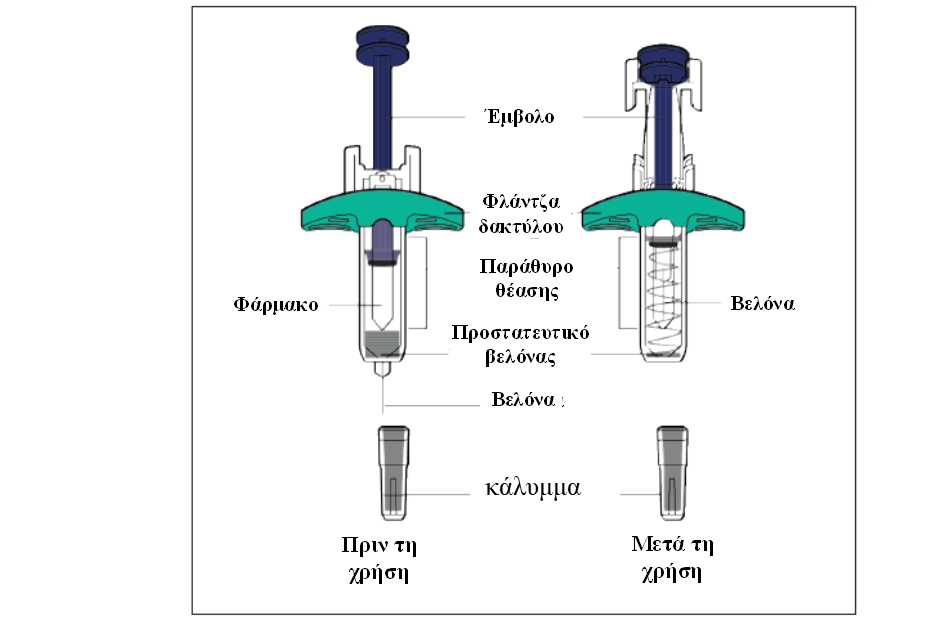 Έμβολο
Φλάντζα
δακτύλου
Παράθυρο
θέασης
Φάρμακο
Βελόνα
Προστατευτικό
βελόνας
Βελόνα ;
κάλυμμα
Πριν τη
χρήση
Μετά τη
χρήση